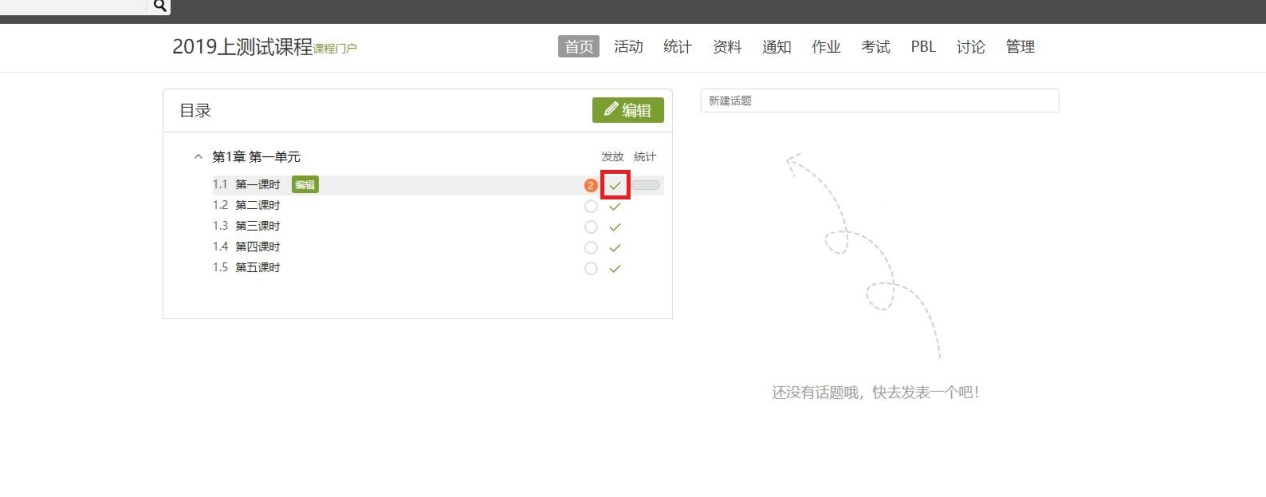 2019上测试课程课程门户
首页 活动 统计 资料 通知 作业 考试 PBL 讨论 管理
目录
编辑
新建话题
第1章 第一单元 发放 统计
1.1 第一课时 编辑 2
1.2 第二课时
1.3 第三课时
1.4 第四课时
1.5 第五课时
还没有话题哦，快去发表一个吧！